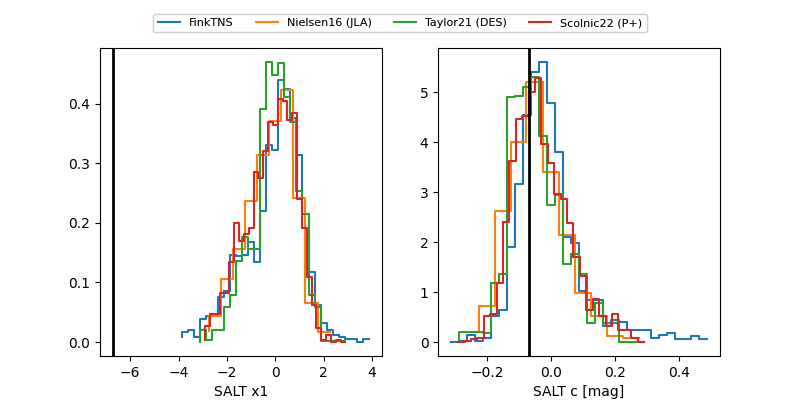 FinkTNS Nielsen16 (JLA) Taylor21 (DES) Scolnic22 (P+)
0.4
0.3
0.2
0.1
0.0
−6 −4 −2 0 2 4
SALT x1
5
4
3
2
1
0
−0.2 0.0 0.2 0.4
SALT c [mag]